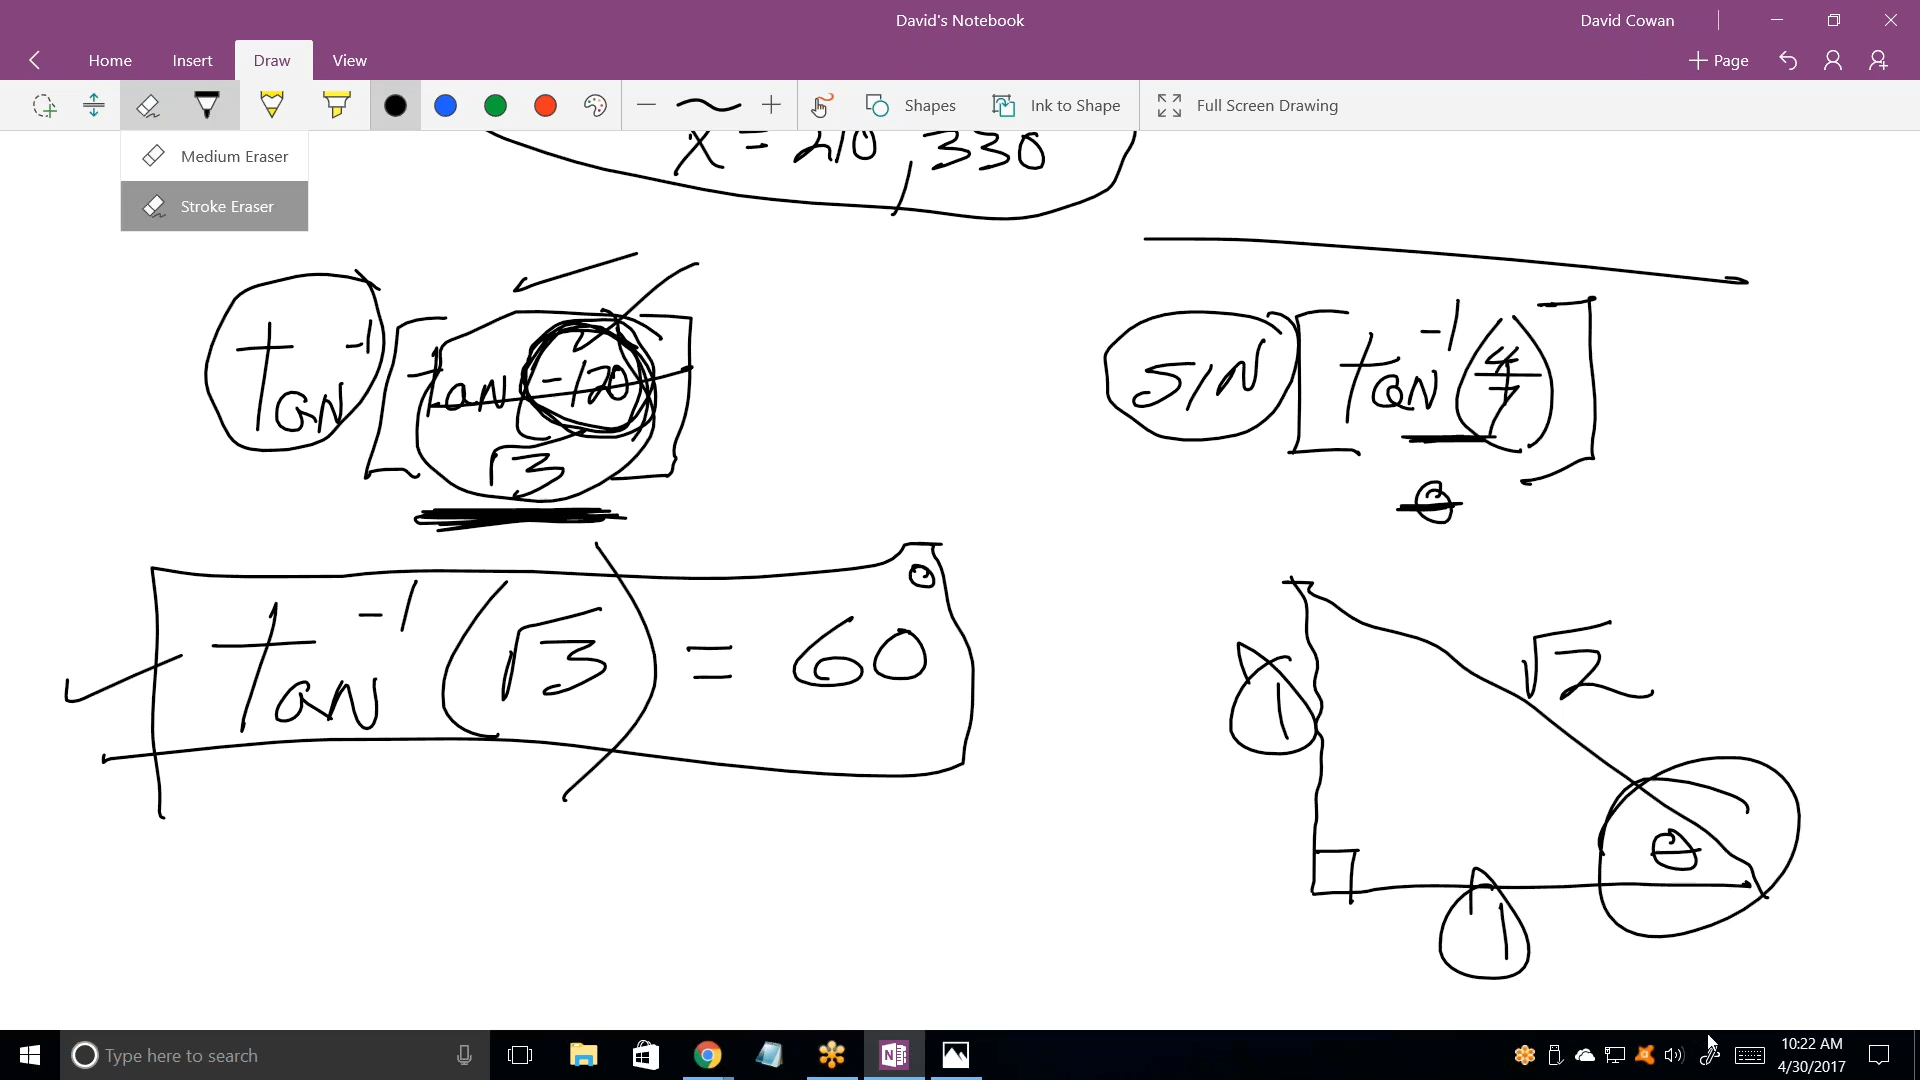 David's Notebook
David Cowan
Home Insert Draw View
Page
Shapes Ink to Shape Full Screen Drawing
Medium Eraser
Stroke Eraser
x = 210, 330
tan⁻¹ [tan(-120)]
√3
SIN [tan⁻¹(4/7)]
θ
tan⁻¹(√3) = 60°
1
√2
θ
1
Type here to search
10:22 AM
4/30/2017